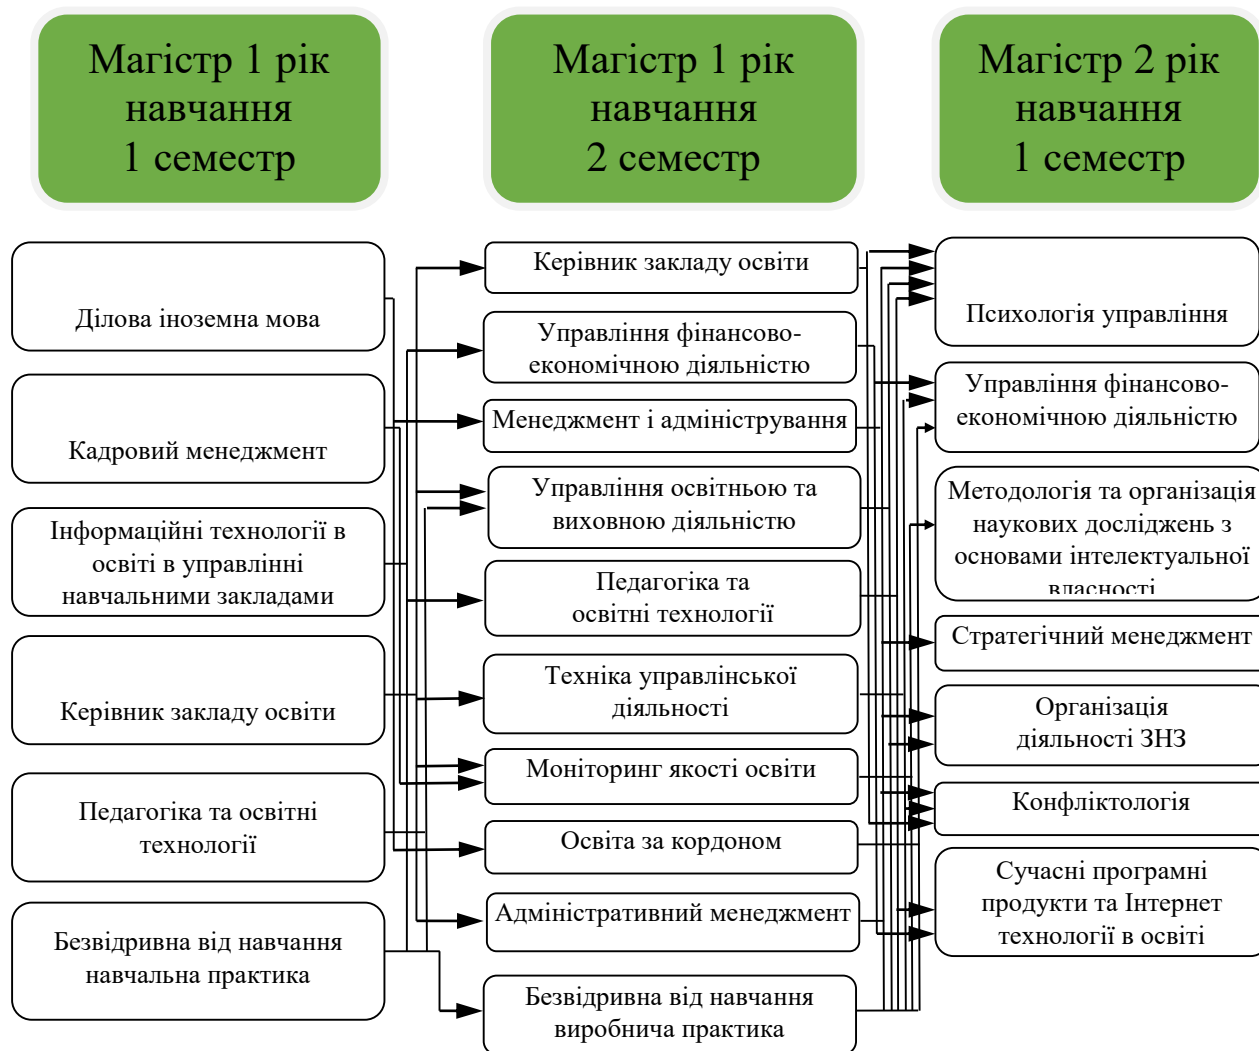 Магістр 1 рік
навчання
1 семестр
Магістр 1 рік
навчання
2 семестр
Магістр 2 рік
навчання
1 семестр
Ділова іноземна мова
Кадровий менеджмент
Інформаційні технології в
освіті в управлінні
навчальними закладами
Керівник закладу освіти
Педагогіка та освітні
технології
Безвідривна від навчання
навчальна практика
Керівник закладу освіти
Управління фінансово-
економічною діяльністю
Менеджмент і адміністрування
Управління освітньою та
виховною діяльністю
Педагогіка та
освітні технології
Техніка управлінської
діяльності
Моніторинг якості освіти
Освіта за кордоном
Адміністративний менеджмент
Безвідривна від навчання
виробнича практика
Психологія управління
Управління фінансово-
економічною діяльністю
Методологія та організація
наукових досліджень з
основами інтелектуальної
власності
Стратегічний менеджмент
Організація
діяльності ЗНЗ
Конфліктологія
Сучасні програмні
продукти та Інтернет
технології в освіті